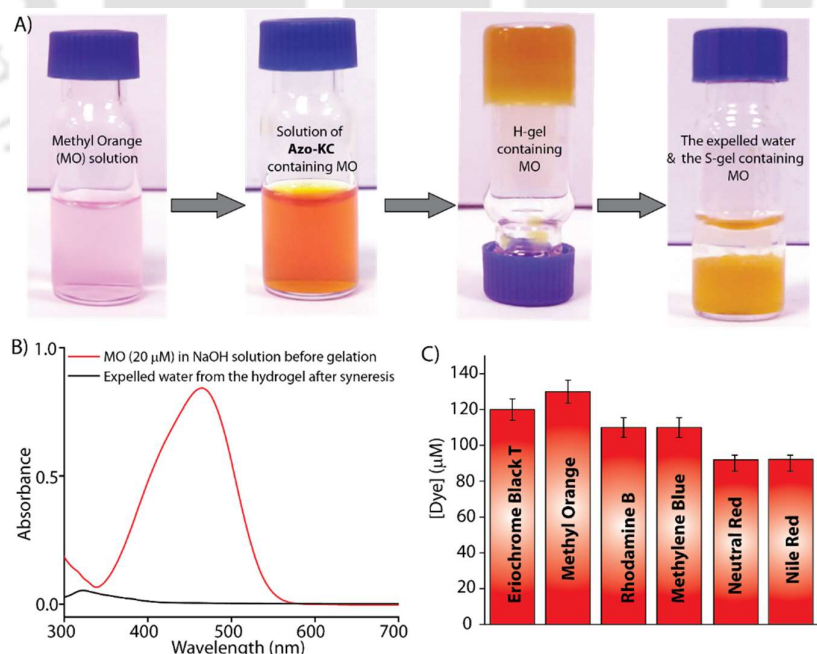 A)
Methyl Orange
(MO) solution
Solution of
Azo-KC
containing MO
H-gel
containing
MO
The expelled water
& the S-gel containing
MO
B)
1.0
0.5
0.0
Absorbance
MO (20 μM) in NaOH solution before gelation
Expelled water from the hydrogel after syneresis
300
400
500
600
700
Wavelength (nm)
C)
[Dye] (μM)
140
120
100
80
60
40
20
0
Eriochrome Black T
Methyl Orange
Rhodamine B
Methylene Blue
Neutral Red
Nile Red